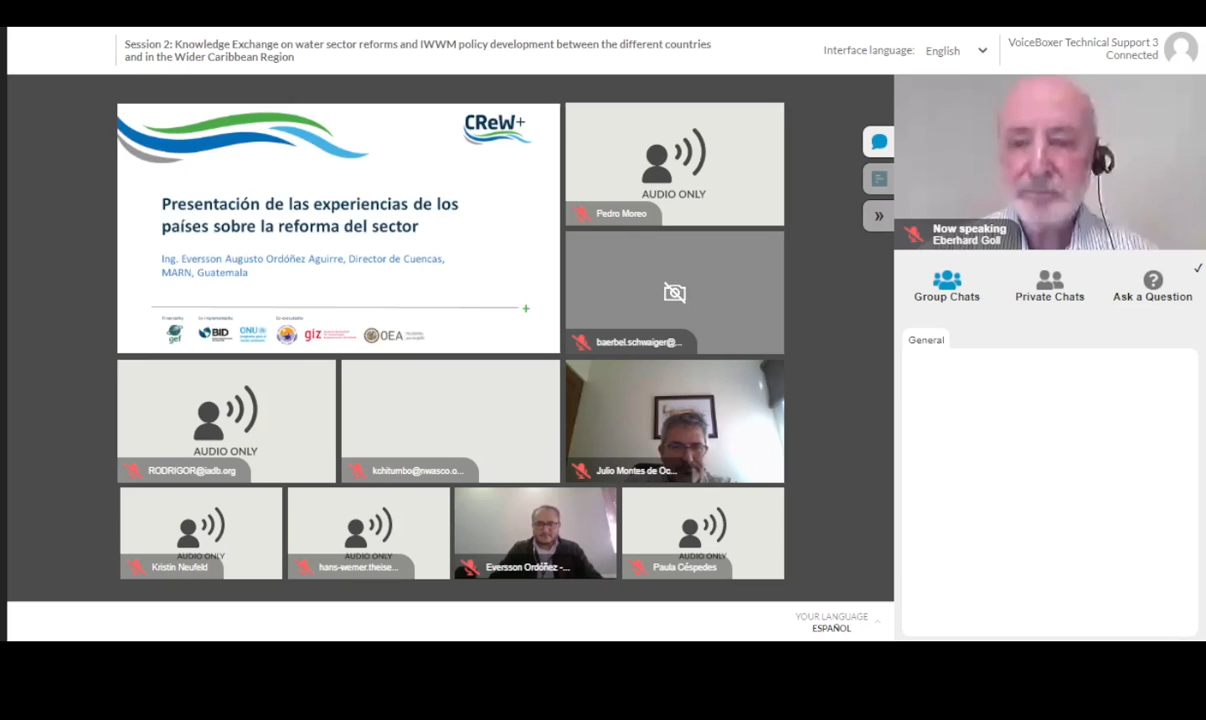 Session 2: Knowledge Exchange on water sector reforms and IWWM policy development between the different countries
and in the Wider Caribbean Region
Interface language: English
VoiceBoxer Technical Support 3
Connected
CReW+
Presentación de las experiencias de los
países sobre la reforma del sector
Ing. Eversson Augusto Ordóñez Aguirre, Director de Cuencas,
MARN, Guatemala
gef
BID
ONU
giz
OEA
AUDIO ONLY
Pedro Moreo
baerbel.schwaiger@...
Now speaking
Eberhard Goll
Group Chats
Private Chats
Ask a Question
General
AUDIO ONLY
RODRIGOR@iadb.org
kchitumbo@nwasco.o...
Julio Montes de Oc...
AUDIO ONLY
Kristin Neufeld
AUDIO ONLY
hans-werner.theise...
Eversson Ordóñez -...
AUDIO ONLY
Paula Céspedes
YOUR LANGUAGE
ESPAÑOL